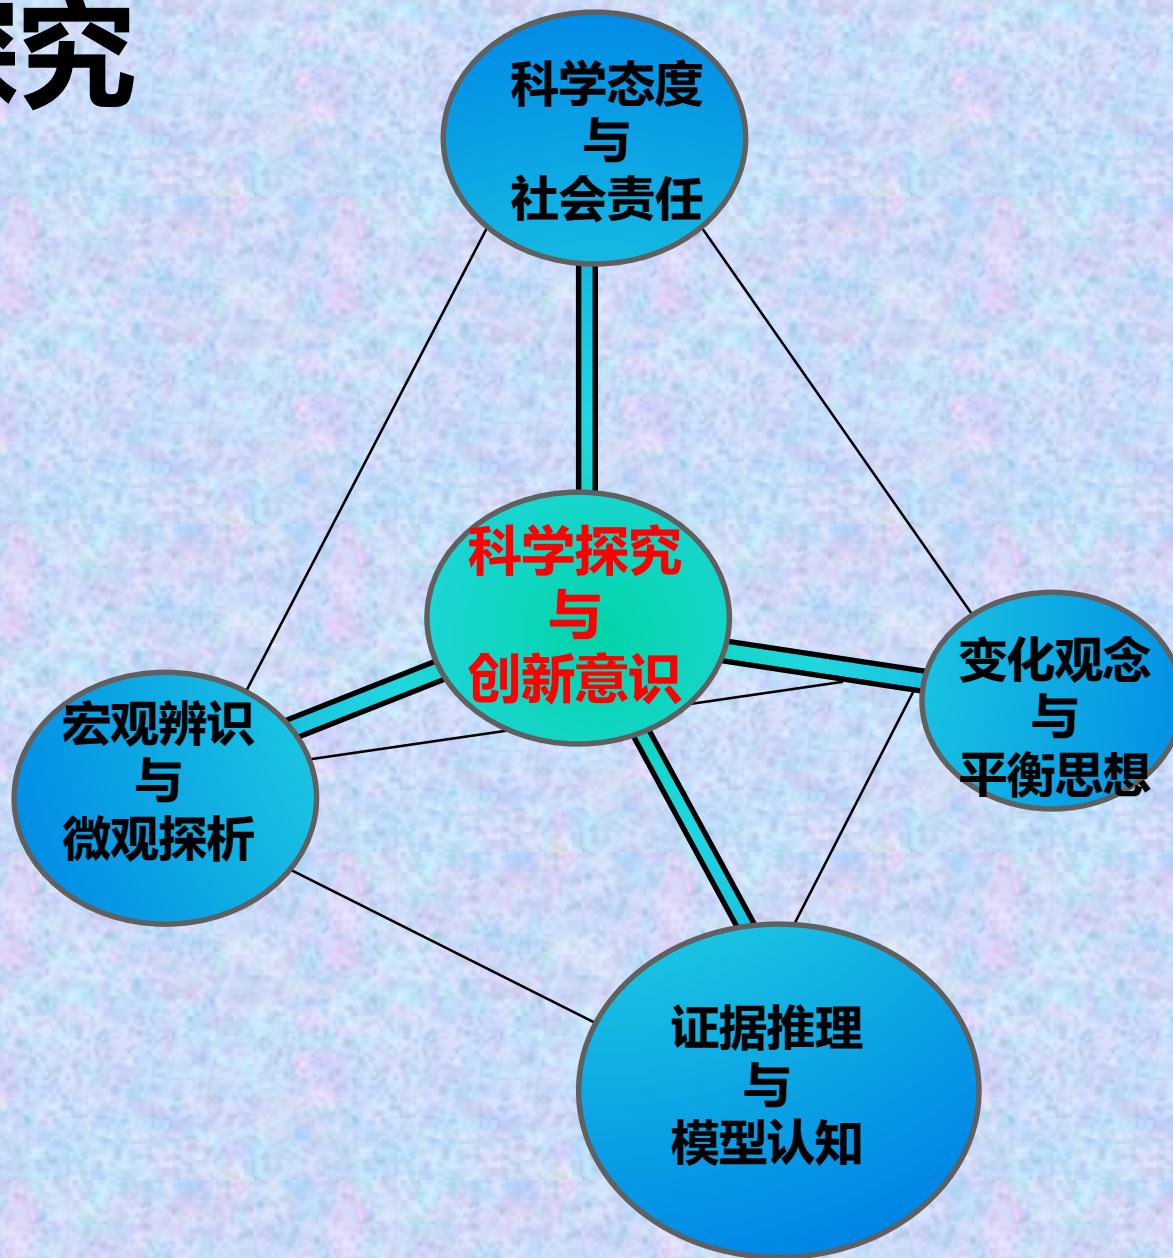 探究
科学态度
与
社会责任
科学探究
与
创新意识
变化观念
与
平衡思想
宏观辨识
与
微观探析
证据推理
与
模型认知